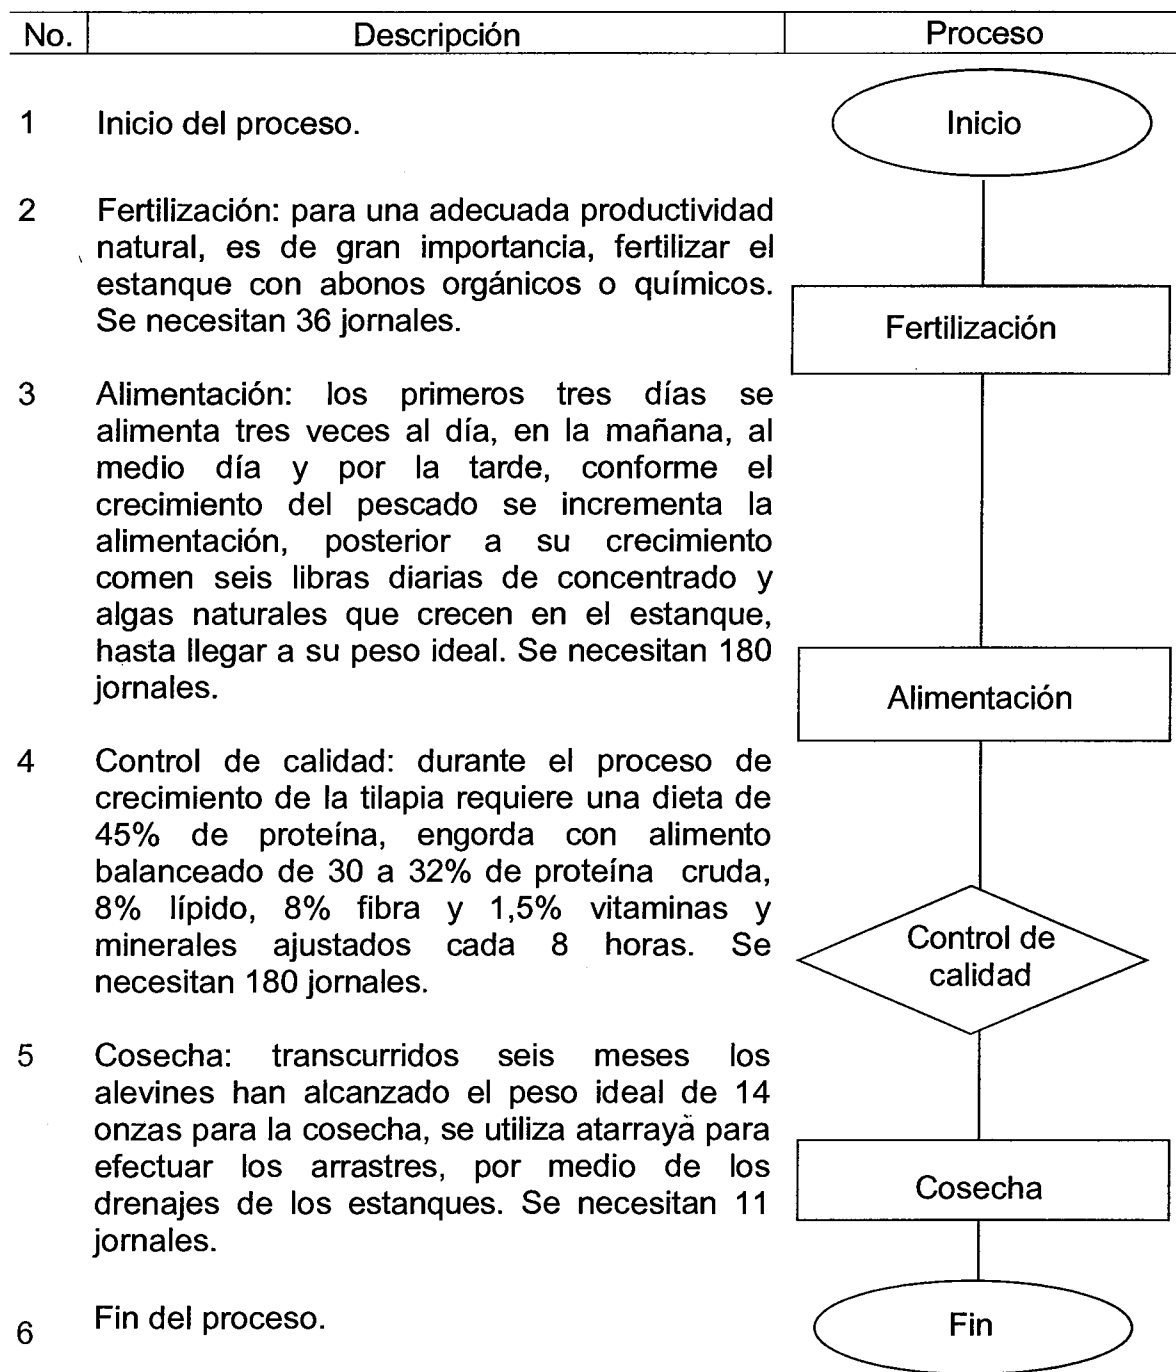 No. Descripción Proceso
1 Inicio del proceso.
Inicio
2 Fertilización: para una adecuada productividad
natural, es de gran importancia, fertilizar el
estanque con abonos orgánicos o químicos.
Se necesitan 36 jornales.
Fertilización
3 Alimentación: los primeros tres días se
alimenta tres veces al día, en la mañana, al
medio día y por la tarde, conforme el
crecimiento del pescado se incrementa la
alimentación, posterior a su crecimiento
comen seis libras diarias de concentrado y
algas naturales que crecen en el estanque,
hasta llegar a su peso ideal. Se necesitan 180
jornales.
Alimentación
4 Control de calidad: durante el proceso de
crecimiento de la tilapia requiere una dieta de
45% de proteína, engorda con alimento
balanceado de 30 a 32% de proteína cruda,
8% lípido, 8% fibra y 1,5% vitaminas y
minerales ajustados cada 8 horas. Se
necesitan 180 jornales.
Control de
calidad
5 Cosecha: transcurridos seis meses los
alevines han alcanzado el peso ideal de 14
onzas para la cosecha, se utiliza atarraya para
efectuar los arrastres, por medio de los
drenajes de los estanques. Se necesitan 11
jornales.
Cosecha
6 Fin del proceso.
Fin